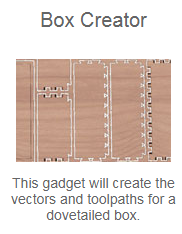 Box Creator
This gadget will create the
vectors and toolpaths for a
dovetailed box.